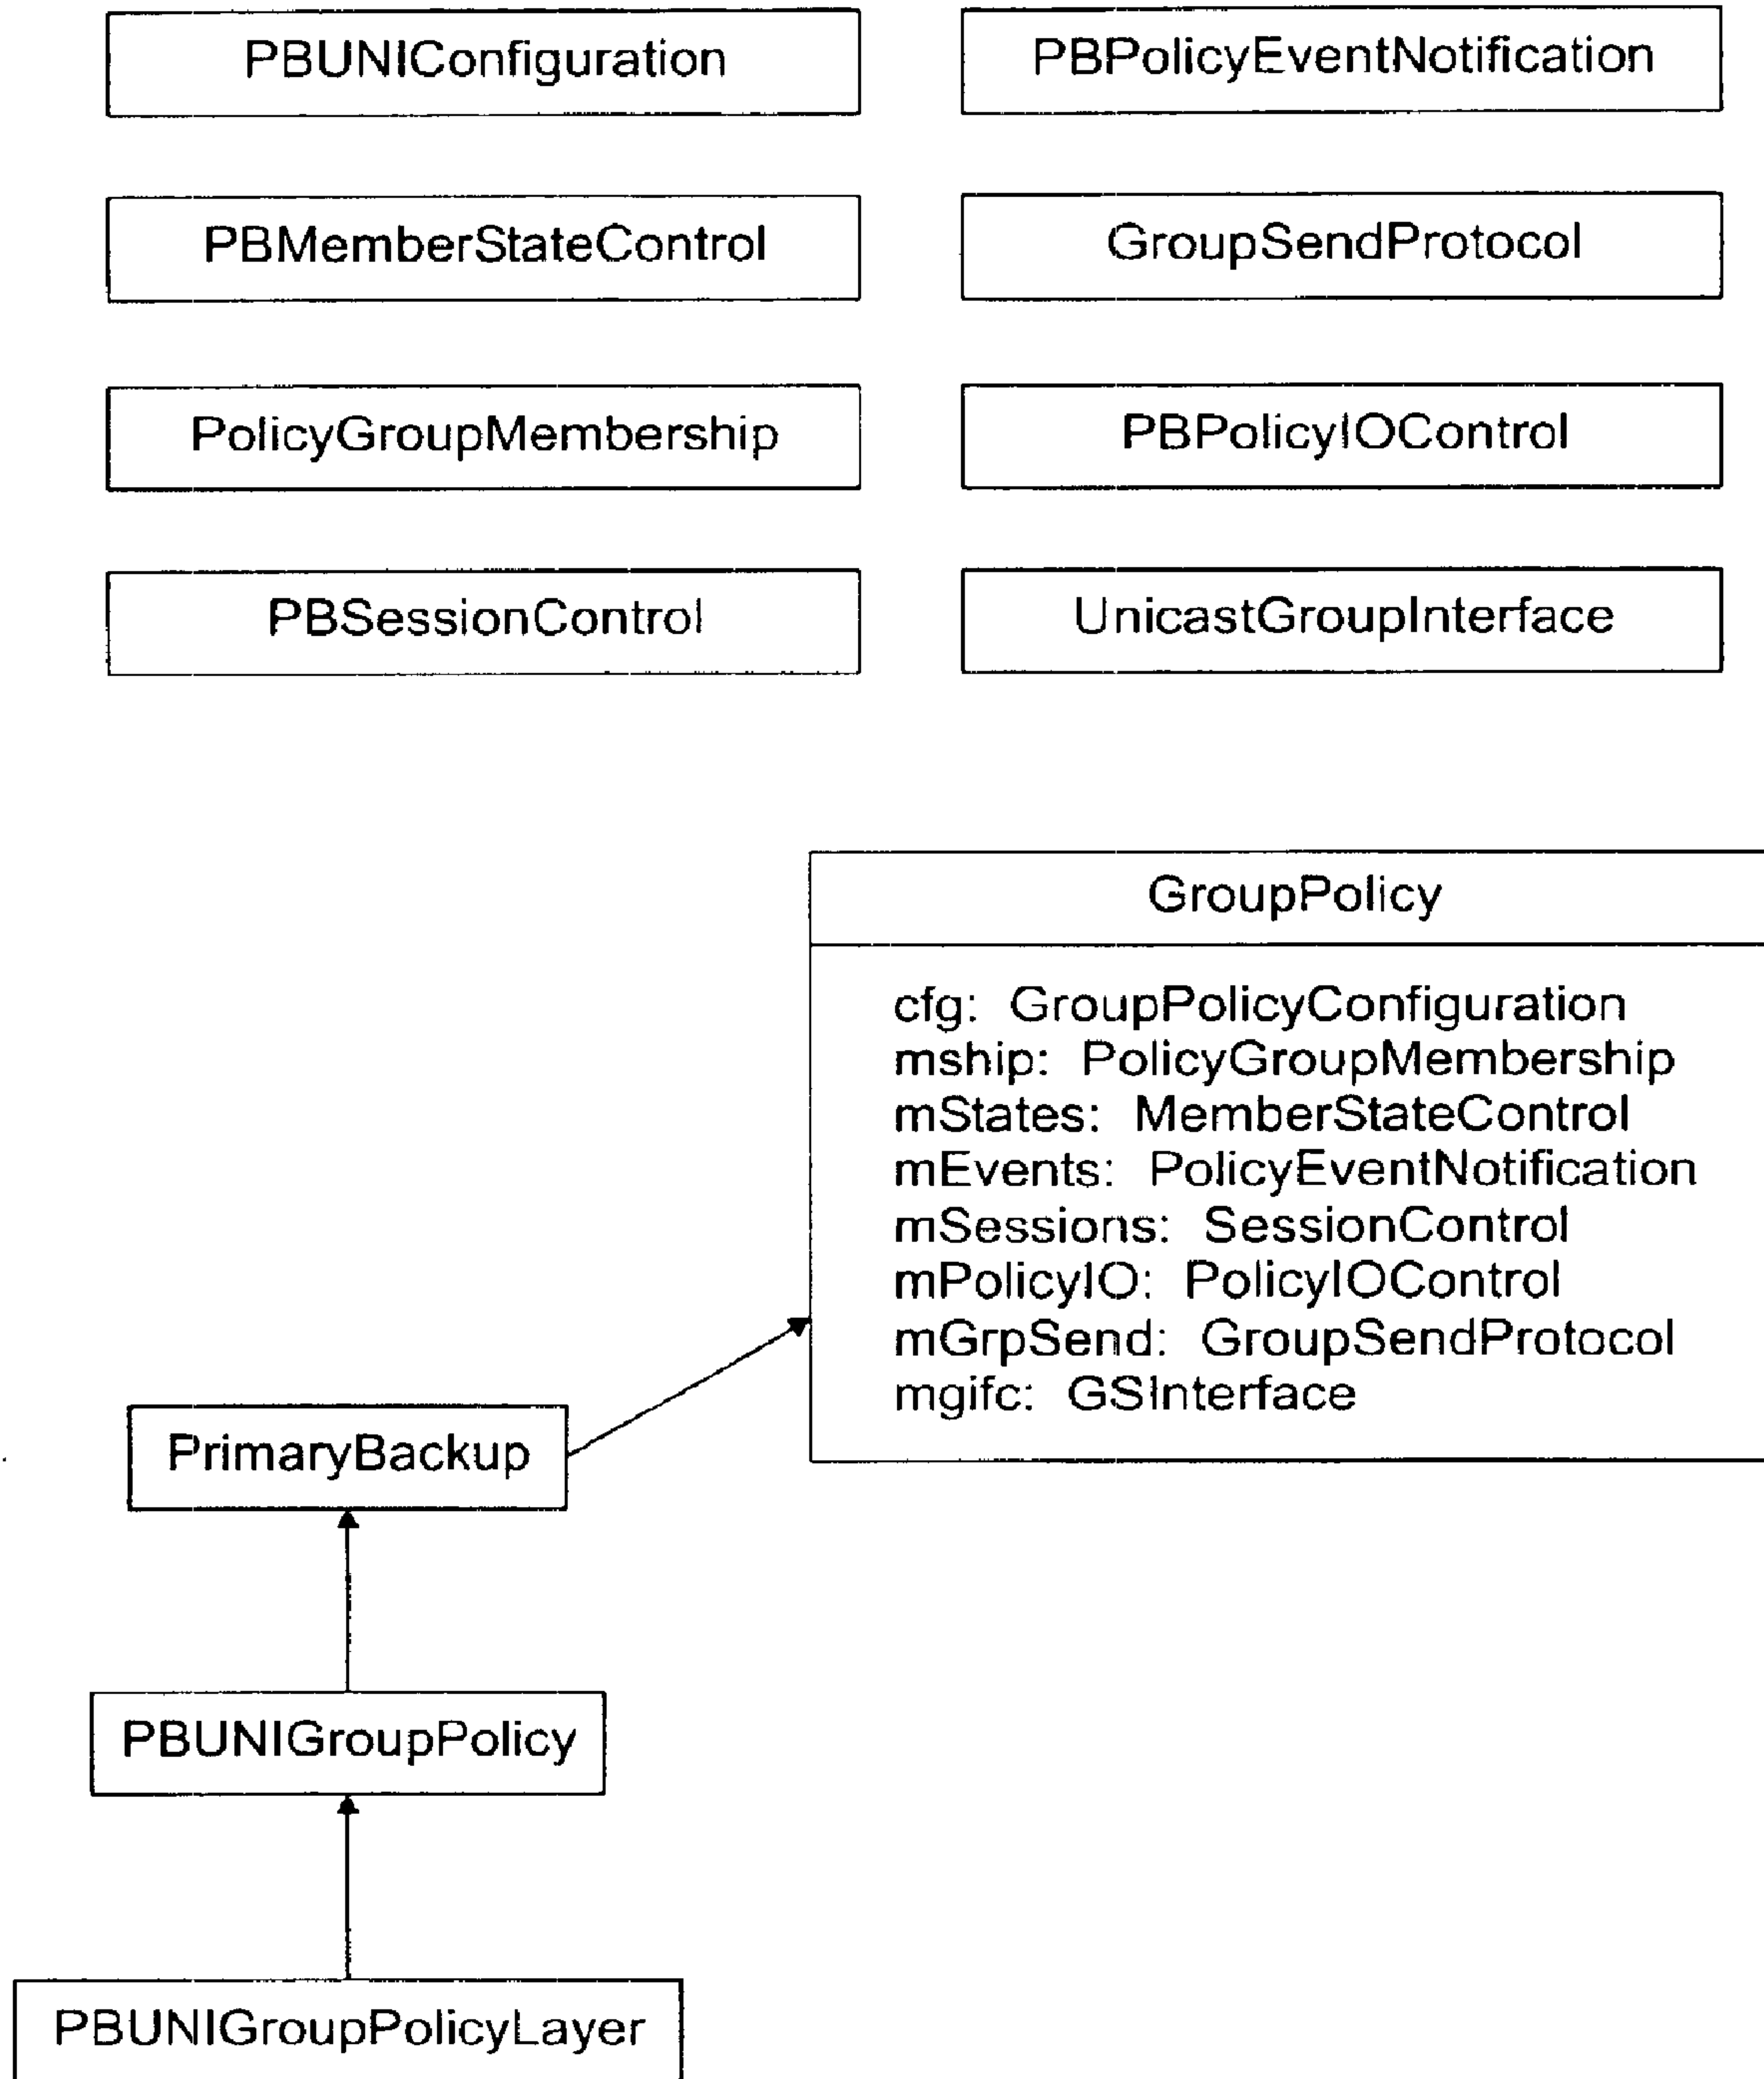 PBUNIConfiguration
PBPolicyEventNotification
PBMemberStateControl
GroupSendProtocol
PolicyGroupMembership
PBPolicyIOControl
PBSessionControl
UnicastGroupInterface
GroupPolicy
cfg: GroupPolicyConfiguration
mship: PolicyGroupMembership
mStates: MemberStateControl
mEvents: PolicyEventNotification
mSessions: SessionControl
mPolicyIO: PolicyIOControl
mGrpSend: GroupSendProtocol
mgifc: GSInterface
PrimaryBackup
PBUNIGroupPolicy
PBUNIGroupPolicyLayer